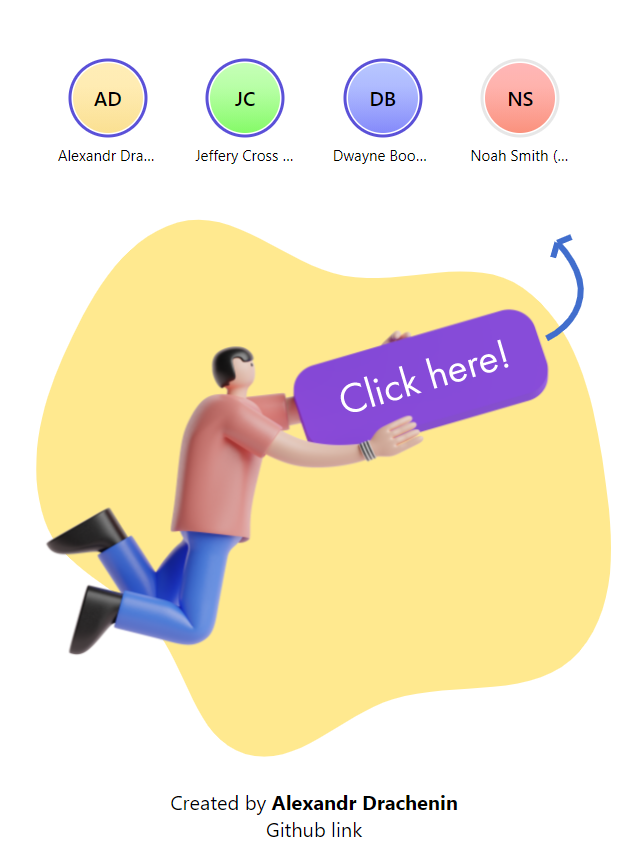 AD JC DB NS
Alexandr Dra... Jeffery Cross ... Dwayne Boo... Noah Smith (...
Click here!
Created by Alexandr Drachenin
Github link